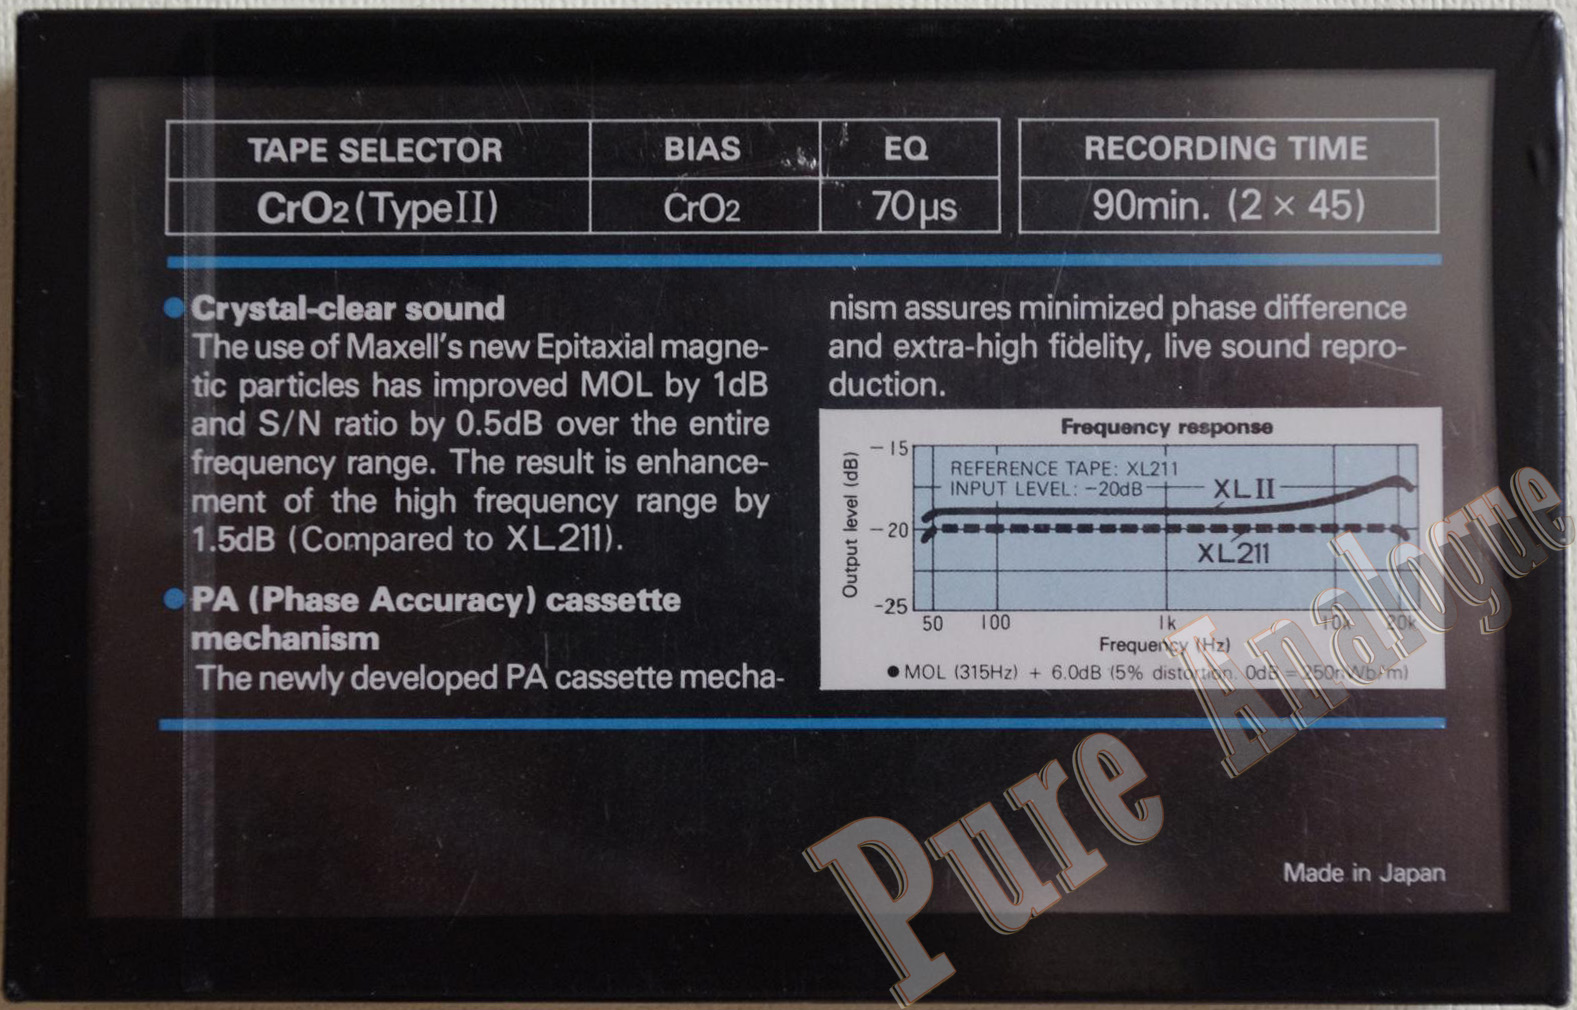 TAPE SELECTOR BIAS EQ RECORDING TIME
CrO2 (TypeII) CrO2 70μs 90min. (2 × 45)
● Crystal-clear sound
The use of Maxell's new Epitaxial magne-
tic particles has improved MOL by 1dB
and S/N ratio by 0.5dB over the entire
frequency range. The result is enhance-
ment of the high frequency range by
1.5dB (Compared to XL211).
● PA (Phase Accuracy) cassette
mechanism
The newly developed PA cassette mecha-
nism assures minimized phase difference
and extra-high fidelity, live sound repro-
duction.
Frequency response
Output level (dB)
-15
-20
-25
REFERENCE TAPE: XL211
INPUT LEVEL: -20dB
XLII
XL211
50 100 1k 10k 20k
Frequency (Hz)
● MOL (315Hz) + 6.0dB (5% distortion. 0dB = 250nWb/m)
Made in Japan
Pure Analogue